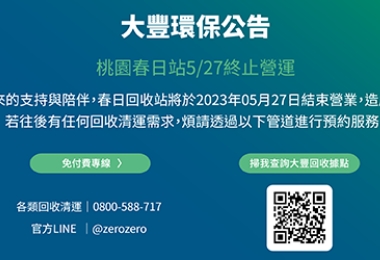 大豐環保公告
桃園春日站5/27終止營運
來的支持與陪伴，春日回收站將於2023年05月27日結束營業，造
若往後有任何回收清運需求，煩請透過以下管道進行預約服務
免付費專線 〉
掃我查詢大豐回收據點
各類回收清運｜0800-588-717
官方LINE ｜@zerozero